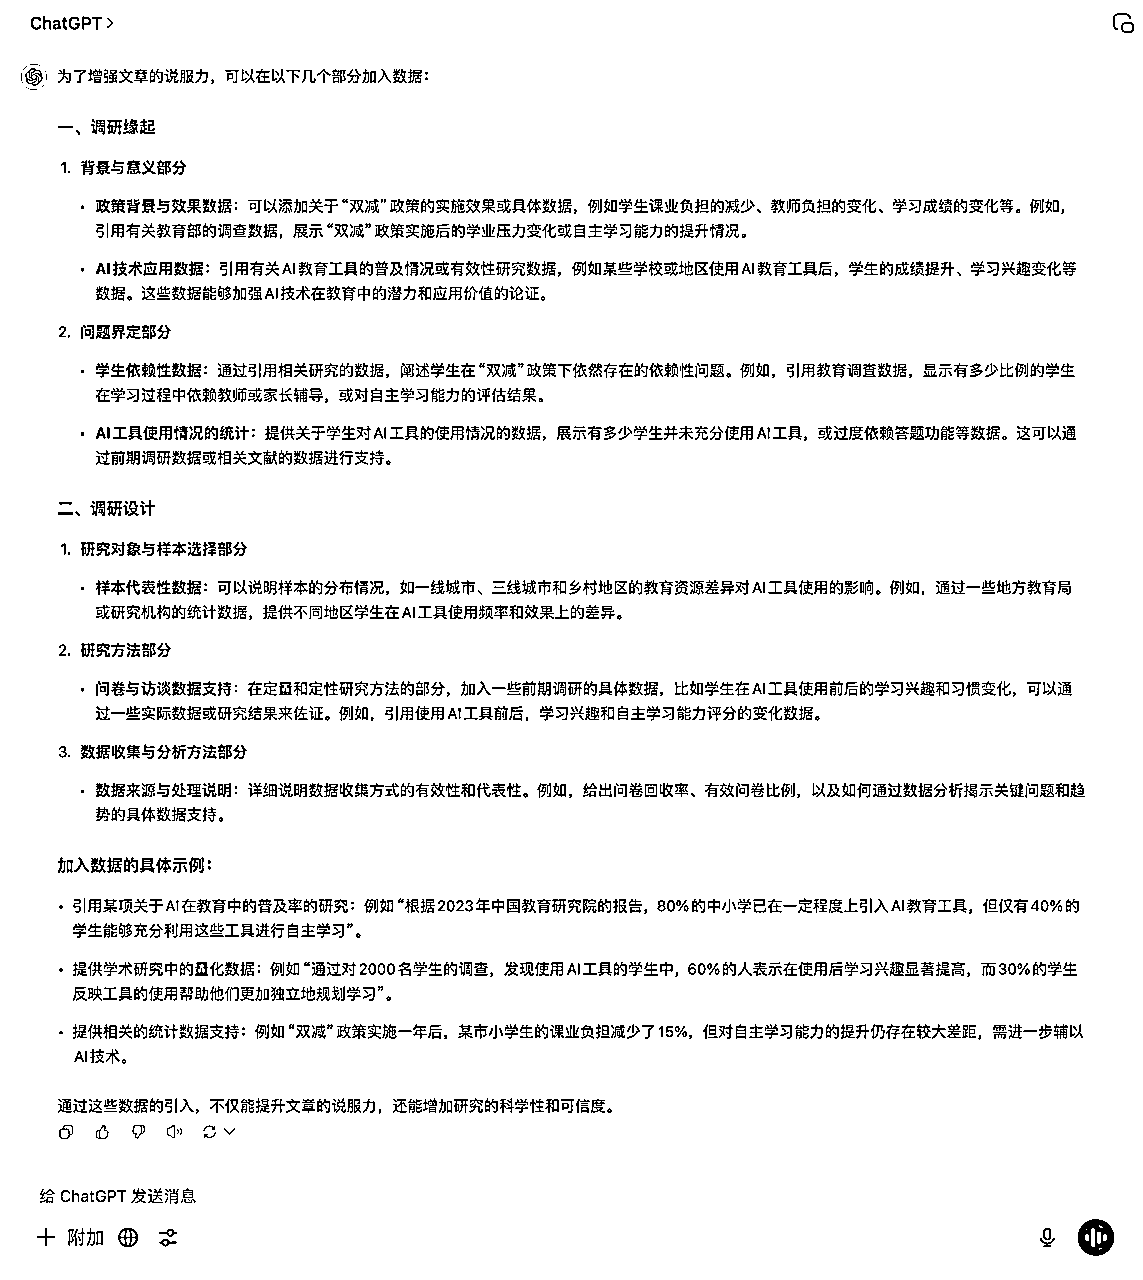 ChatGPT >
为了增强文章的说服力，可以在以下几个部分加入数据：
一、调研缘起
1. 背景与意义部分
• 政策背景与效果数据：可以添加关于“双减”政策的实施效果或具体数据，例如学生课业负担的减少、教师负担的变化、学习成绩的变化等。例如，
引用有关教育部的调查数据，展示“双减”政策实施后的学业压力变化或自主学习能力的提升情况。
• AI技术应用数据：引用有关AI教育工具的普及情况或有效性研究数据，例如某些学校或地区使用AI教育工具后，学生的成绩提升、学习兴趣变化等
数据。这些数据能够加强AI技术在教育中的潜力和应用价值的论证。
2. 问题界定部分
• 学生依赖性数据：通过引用相关研究的数据，阐述学生在“双减”政策下依然存在的依赖性问题。例如，引用教育调查数据，显示有多少比例的学生
在学习过程中依赖教师或家长辅导，或对自主学习能力的评估结果。
• AI工具使用情况的统计：提供关于学生对AI工具的使用情况的数据，展示有多少学生并未充分使用AI工具，或过度依赖答题功能等数据。这可以通
过前期调研数据或相关文献的数据进行支持。
二、调研设计
1. 研究对象与样本选择部分
• 样本代表性数据：可以说明样本的分布情况，如一线城市、三线城市和乡村地区的教育资源差异对AI工具使用的影响。例如，通过一些地方教育局
或研究机构的统计数据，提供不同地区学生在AI工具使用频率和效果上的差异。
2. 研究方法部分
• 问卷与访谈数据支持：在定量和定性研究方法的部分，加入一些前期调研的具体数据，比如学生在AI工具使用前后的学习兴趣和习惯变化，可以通
过一些实际数据或研究结果来佐证。例如，引用使用AI工具前后，学习兴趣和自主学习能力评分的变化数据。
3. 数据收集与分析方法部分
• 数据来源与处理说明：详细说明数据收集方式的有效性和代表性。例如，给出问卷回收率、有效问卷比例，以及如何通过数据分析揭示关键问题和趋
势的具体数据支持。
加入数据的具体示例：
• 引用某项关于AI在教育中的普及率的研究：例如“根据2023年中国教育研究院的报告，80%的中小学已在一定程度上引入AI教育工具，但仅有40%的
学生能够充分利用这些工具进行自主学习”。
• 提供学术研究中的量化数据：例如“通过对2000名学生的调查，发现使用AI工具的学生中，60%的人表示在使用后学习兴趣显著提高，而30%的学生
反映工具的使用帮助他们更加独立地规划学习”。
• 提供相关的统计数据支持：例如“双减”政策实施一年后，某市小学生的课业负担减少了15%，但对自主学习能力的提升仍存在较大差距，需进一步辅以
AI技术。
通过这些数据的引入，不仅能提升文章的说服力，还能增加研究的科学性和可信度。
给 ChatGPT 发送消息
附加